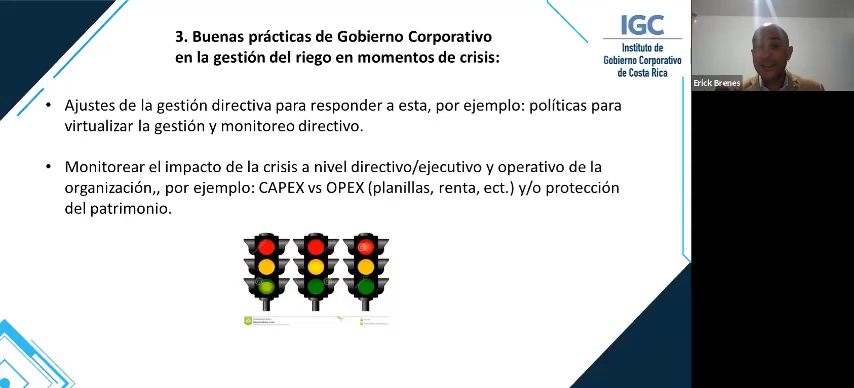 3. Buenas prácticas de Gobierno Corporativo
en la gestión del riego en momentos de crisis:
IGC
Instituto de
Gobierno Corporativo
de Costa Rica
Erick Brenes
• Ajustes de la gestión directiva para responder a esta, por ejemplo: políticas para
virtualizar la gestión y monitoreo directivo.
• Monitorear el impacto de la crisis a nivel directivo/ejecutivo y operativo de la
organización,, por ejemplo: CAPEX vs OPEX (planillas, renta, ect.) y/o protección
del patrimonio.